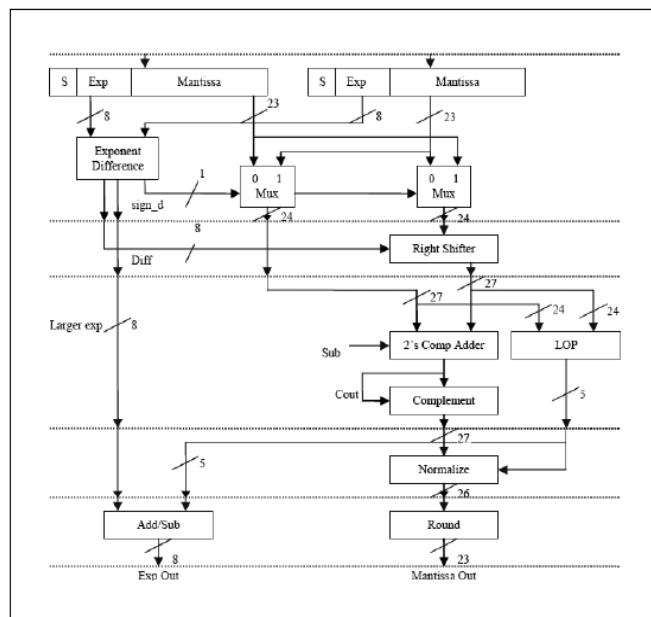 S Exp Mantissa S Exp Mantissa
8 23 8 23
Exponent
Difference
0 1
Mux
0 1
Mux
1
sign_d
24 24
8
Right Shifter
Diff
27 27
24 24
Larger exp 8
Sub
2's Comp Adder
LOP
Cout
Complement
5
27
5
Normalize
26
Add/Sub
Round
8 23
Exp Out Mantissa Out